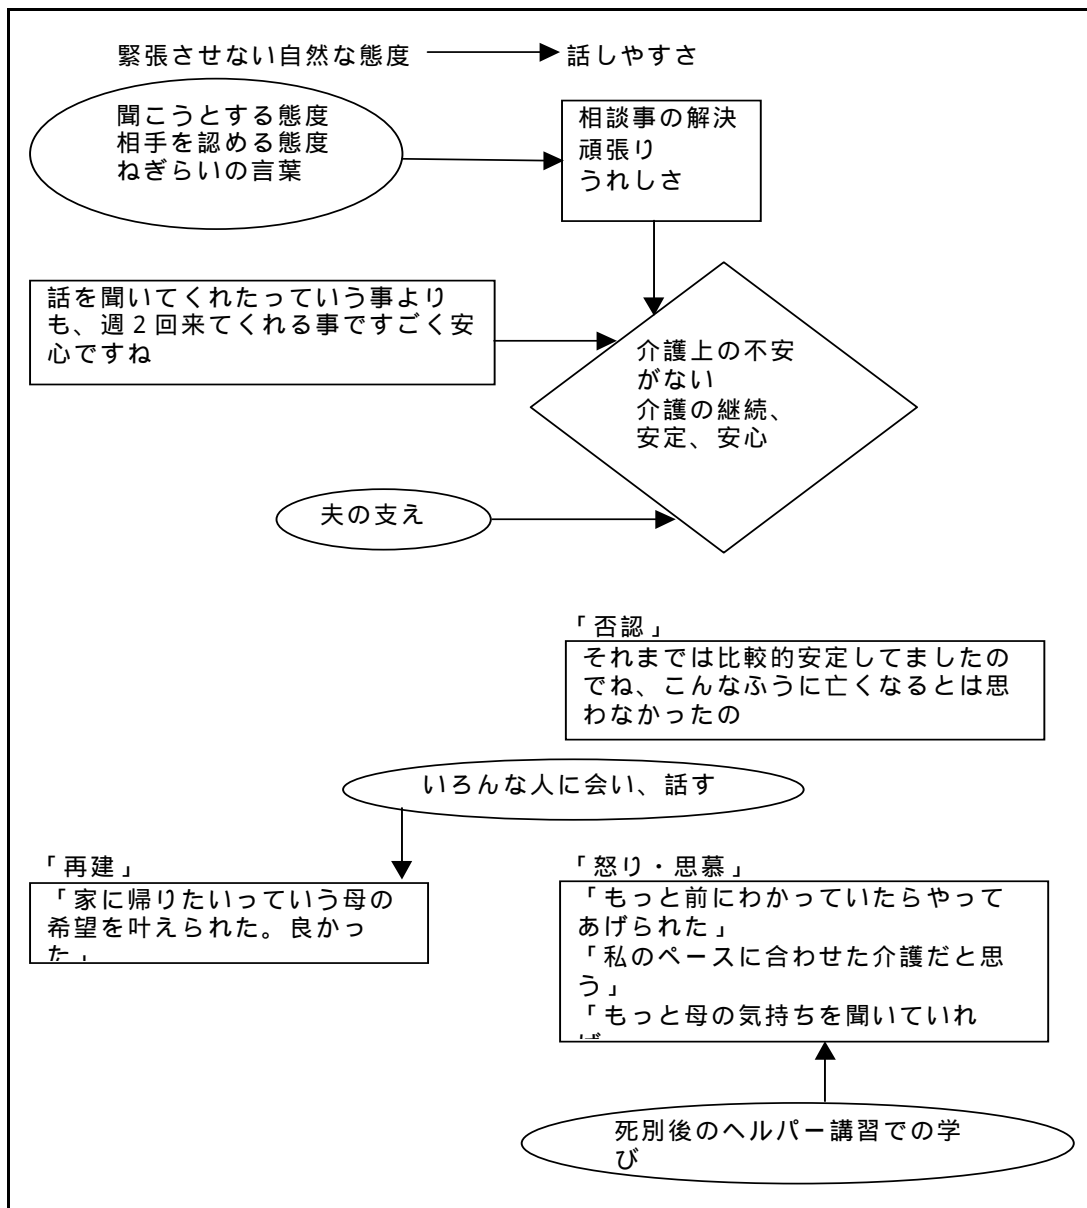 緊張させない自然な態度
話しやすさ
聞こうとする態度
相手を認める態度
ねぎらいの言葉
相談事の解決
頑張り
うれしさ
話を聞いてくれたっていう事より
も、週２回来てくれる事ですごく安
心ですね
介護上の不安
がない
介護の継続、
安定、安心
夫の支え
「否認」
それまでは比較的安定してましたの
でね、こんなふうに亡くなるとは思
わなかったの
いろんな人に会い、話す
「再建」
「家に帰りたいっていう母の
希望を叶えられた。良かっ
た」
「怒り・思慕」
「もっと前にわかっていたらやって
あげられた」
「私のペースに合わせた介護だと思
う」
「もっと母の気持ちを聞いていれ
死別後のヘルパー講習での学
び